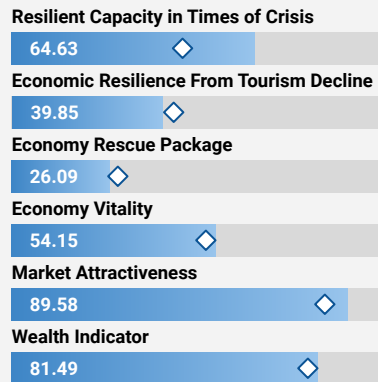 Resilient Capacity in Times of Crisis
64.63
Economic Resilience From Tourism Decline
39.85
Economy Rescue Package
26.09
Economy Vitality
54.15
Market Attractiveness
89.58
Wealth Indicator
81.49